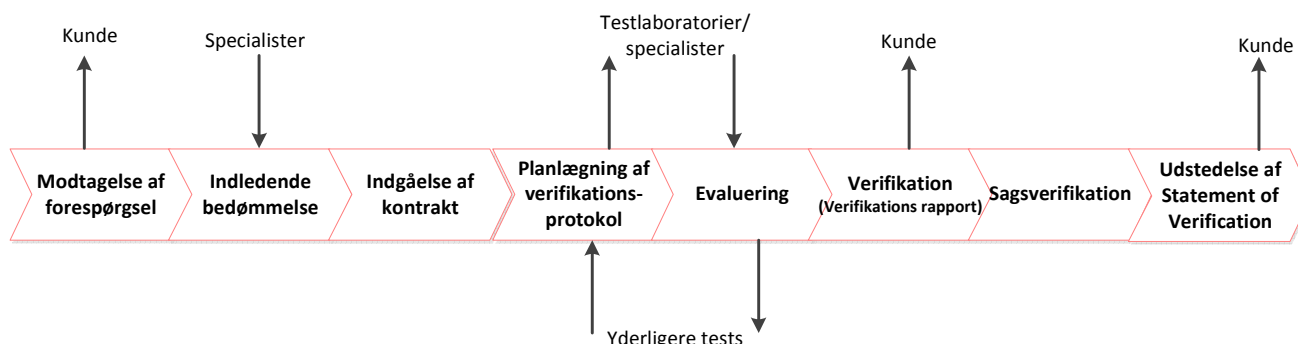 Kunde
Specialister
Testlaboratorier/
specialister
Kunde
Kunde
Modtagelse af
forespørgsel
Indledende
bedømmelse
Indgåelse af
kontrakt
Planlægning af
verifikations-
protokol
Evaluering
Verifikation
(Verifikations rapport)
Sagsverifikation
Udstedelse af
Statement of
Verification
Yderligere tests